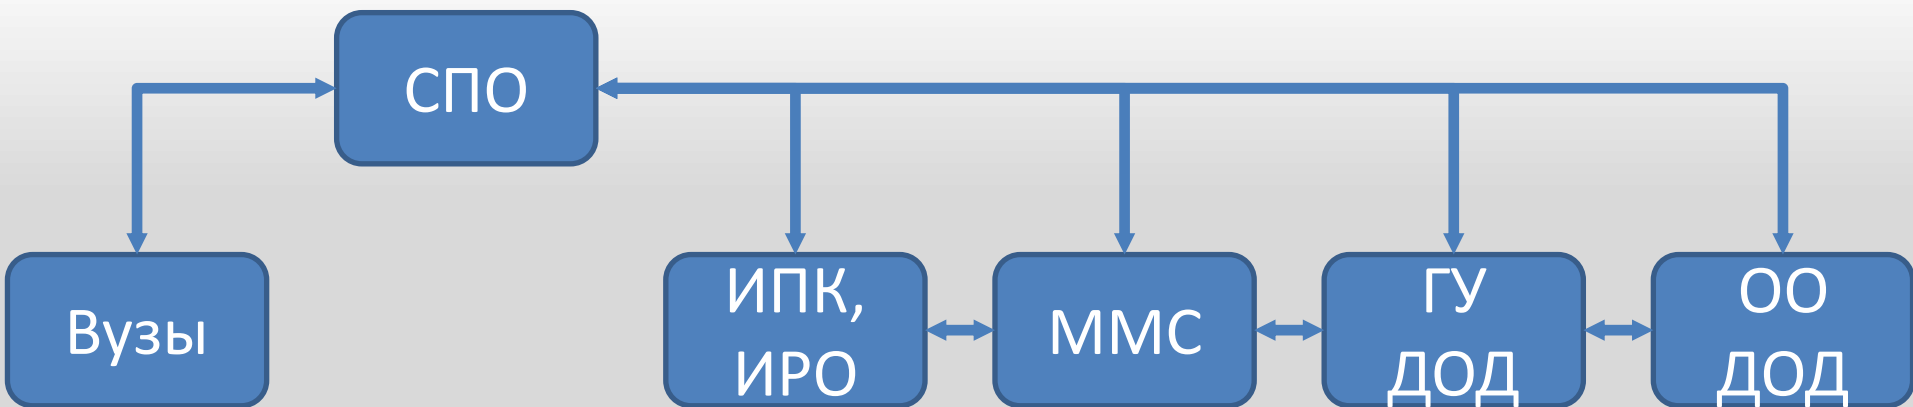 СПО
Вузы
ИПК,
ИРО
ММС
ГУ
ДОД
ОО
ДОД